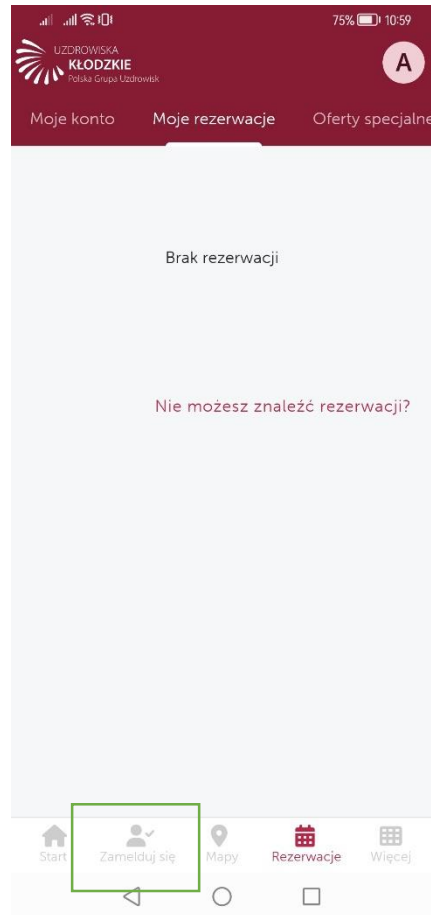 75% 10:59
UZDROWISKA
KŁODZKIE
Polska Grupa Uzdrowisk
A
Moje konto Moje rezerwacje Oferty specjalne
Brak rezerwacji
Nie możesz znaleźć rezerwacji?
Start Zamelduj się Mapy Rezerwacje Więcej